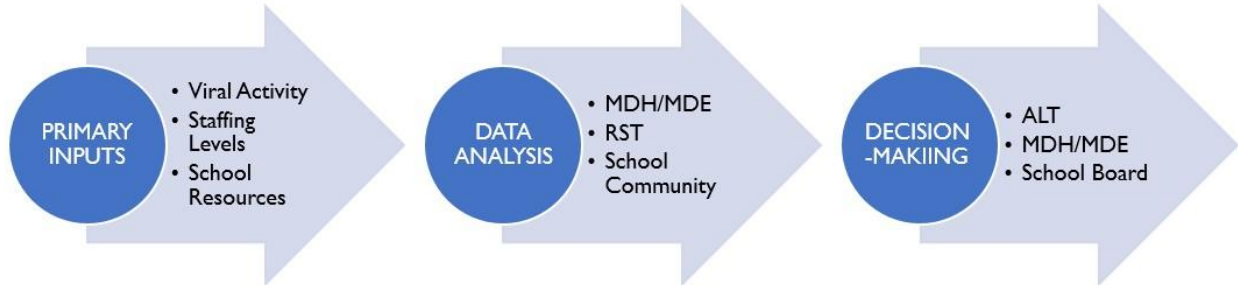 PRIMARY
INPUTS
• Viral Activity
• Staffing
Levels
• School
Resources
DATA
ANALYSIS
• MDH/MDE
• RST
• School
Community
DECISION
-MAKIING
• ALT
• MDH/MDE
• School Board